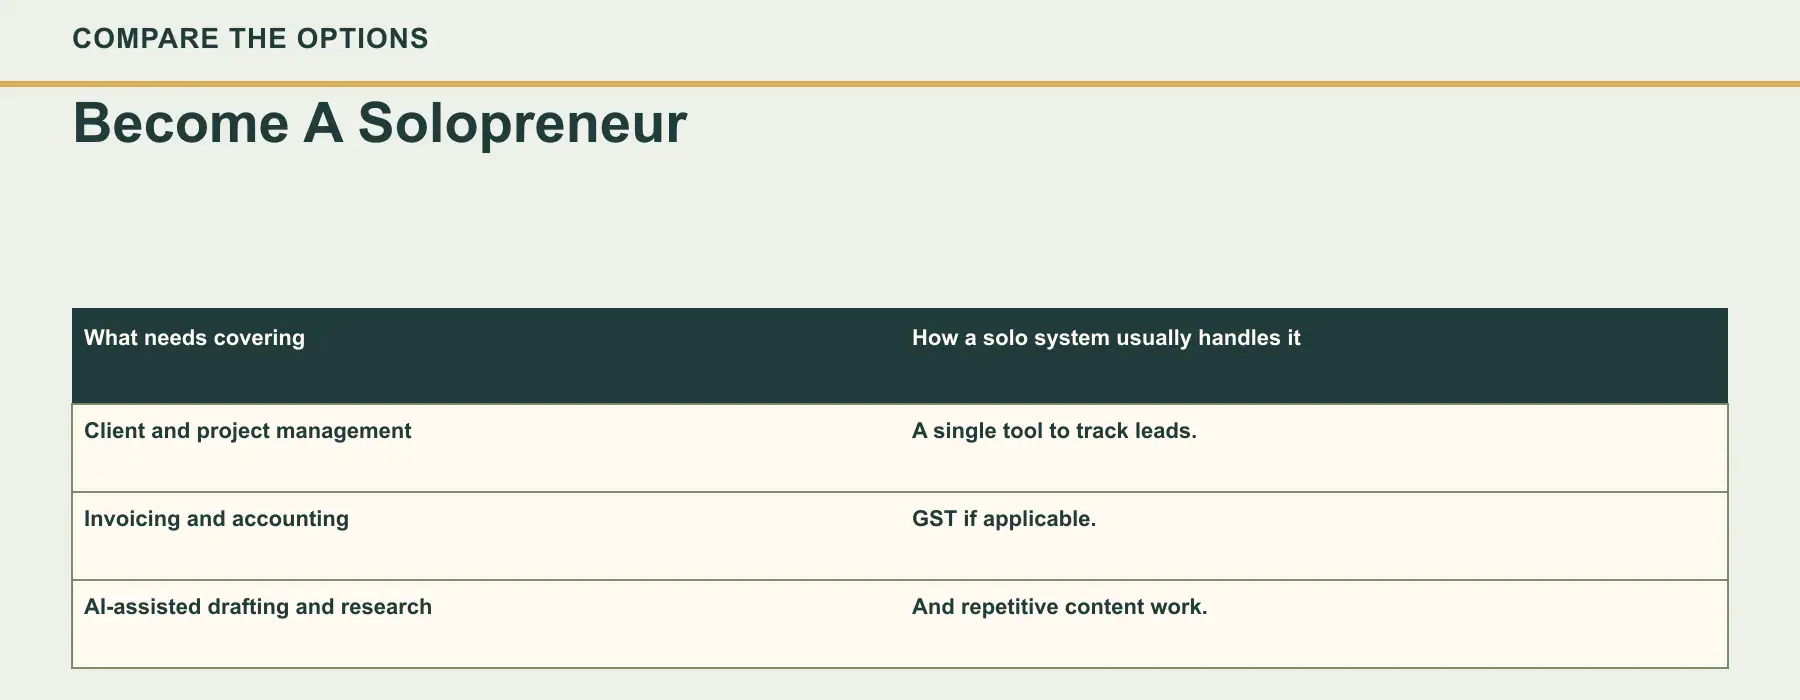 COMPARE THE OPTIONS
Become A Solopreneur
What needs covering
How a solo system usually handles it
Client and project management
A single tool to track leads.
Invoicing and accounting
GST if applicable.
AI-assisted drafting and research
And repetitive content work.